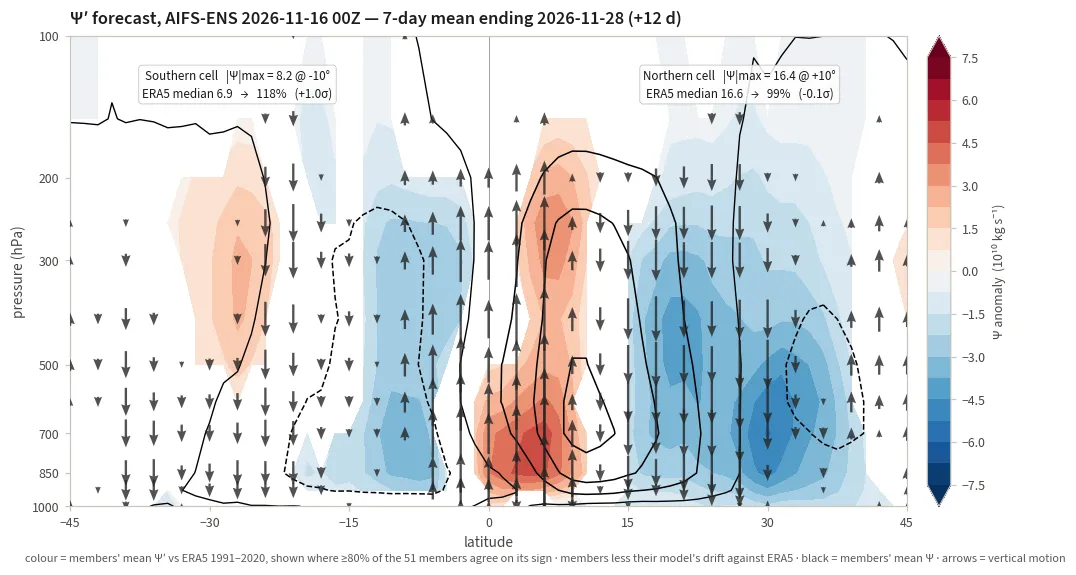 Ψ′ forecast, AIFS-ENS 2026-11-16 00Z — 7-day mean ending 2026-11-28 (+12 d)
Southern cell |Ψ|max = 8.2 @ -10°
ERA5 median 6.9 → 118% (+1.0σ)
Northern cell |Ψ|max = 16.4 @ +10°
ERA5 median 16.6 → 99% (-0.1σ)
100
200
300
500
700
850
1000
pressure (hPa)
−45
−30
−15
0
15
30
45
latitude
7.5
6.0
4.5
3.0
1.5
0.0
−1.5
−3.0
−4.5
−6.0
−7.5
Ψ anomaly (10¹⁰ kg s⁻¹)
colour = members' mean Ψ′ vs ERA5 1991–2020, shown where ≥80% of the 51 members agree on its sign · members less their model's drift against ERA5 · black = members' mean Ψ · arrows = vertical motion